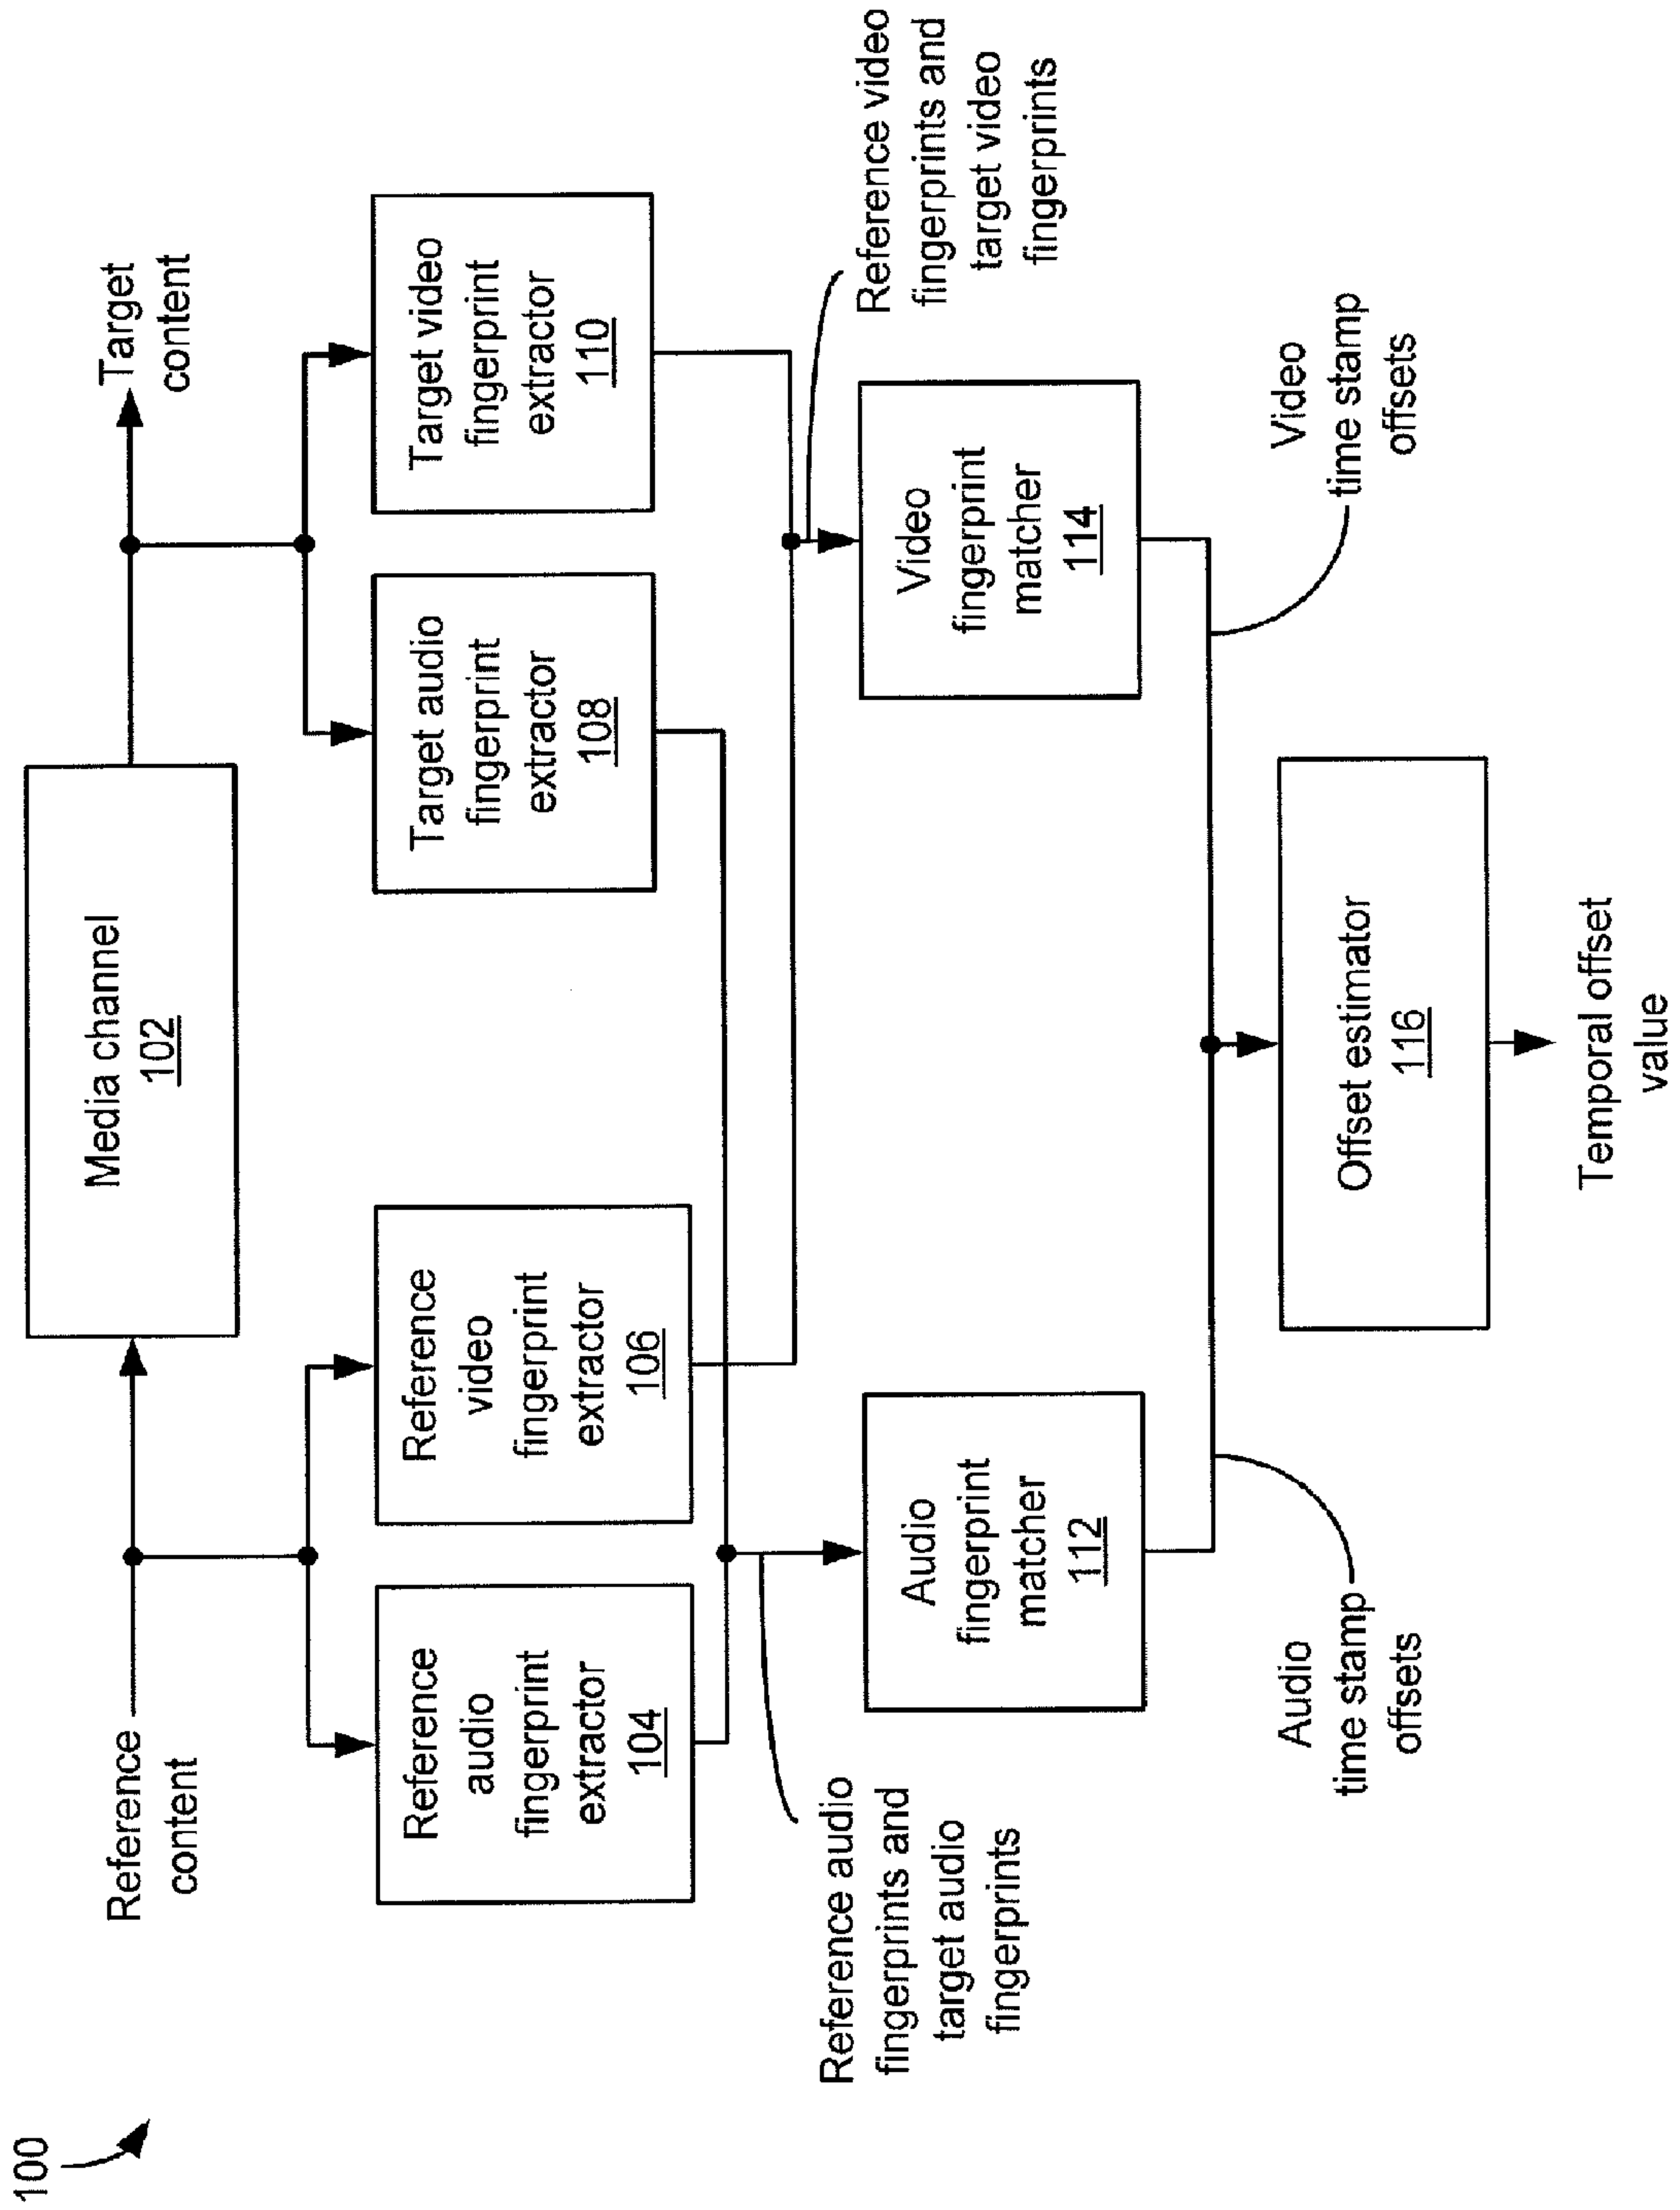 100
Reference
content
Media channel
102
Target
content
Reference
audio
fingerprint
extractor
104
Reference
video
fingerprint
extractor
106
Target audio
fingerprint
extractor
108
Target video
fingerprint
extractor
110
Reference audio
fingerprints and
target audio
fingerprints
Reference video
fingerprints and
target video
fingerprints
Audio
fingerprint
matcher
112
Video
fingerprint
matcher
114
Audio
time stamp
offsets
Video
time stamp
offsets
Offset estimator
116
Temporal offset
value